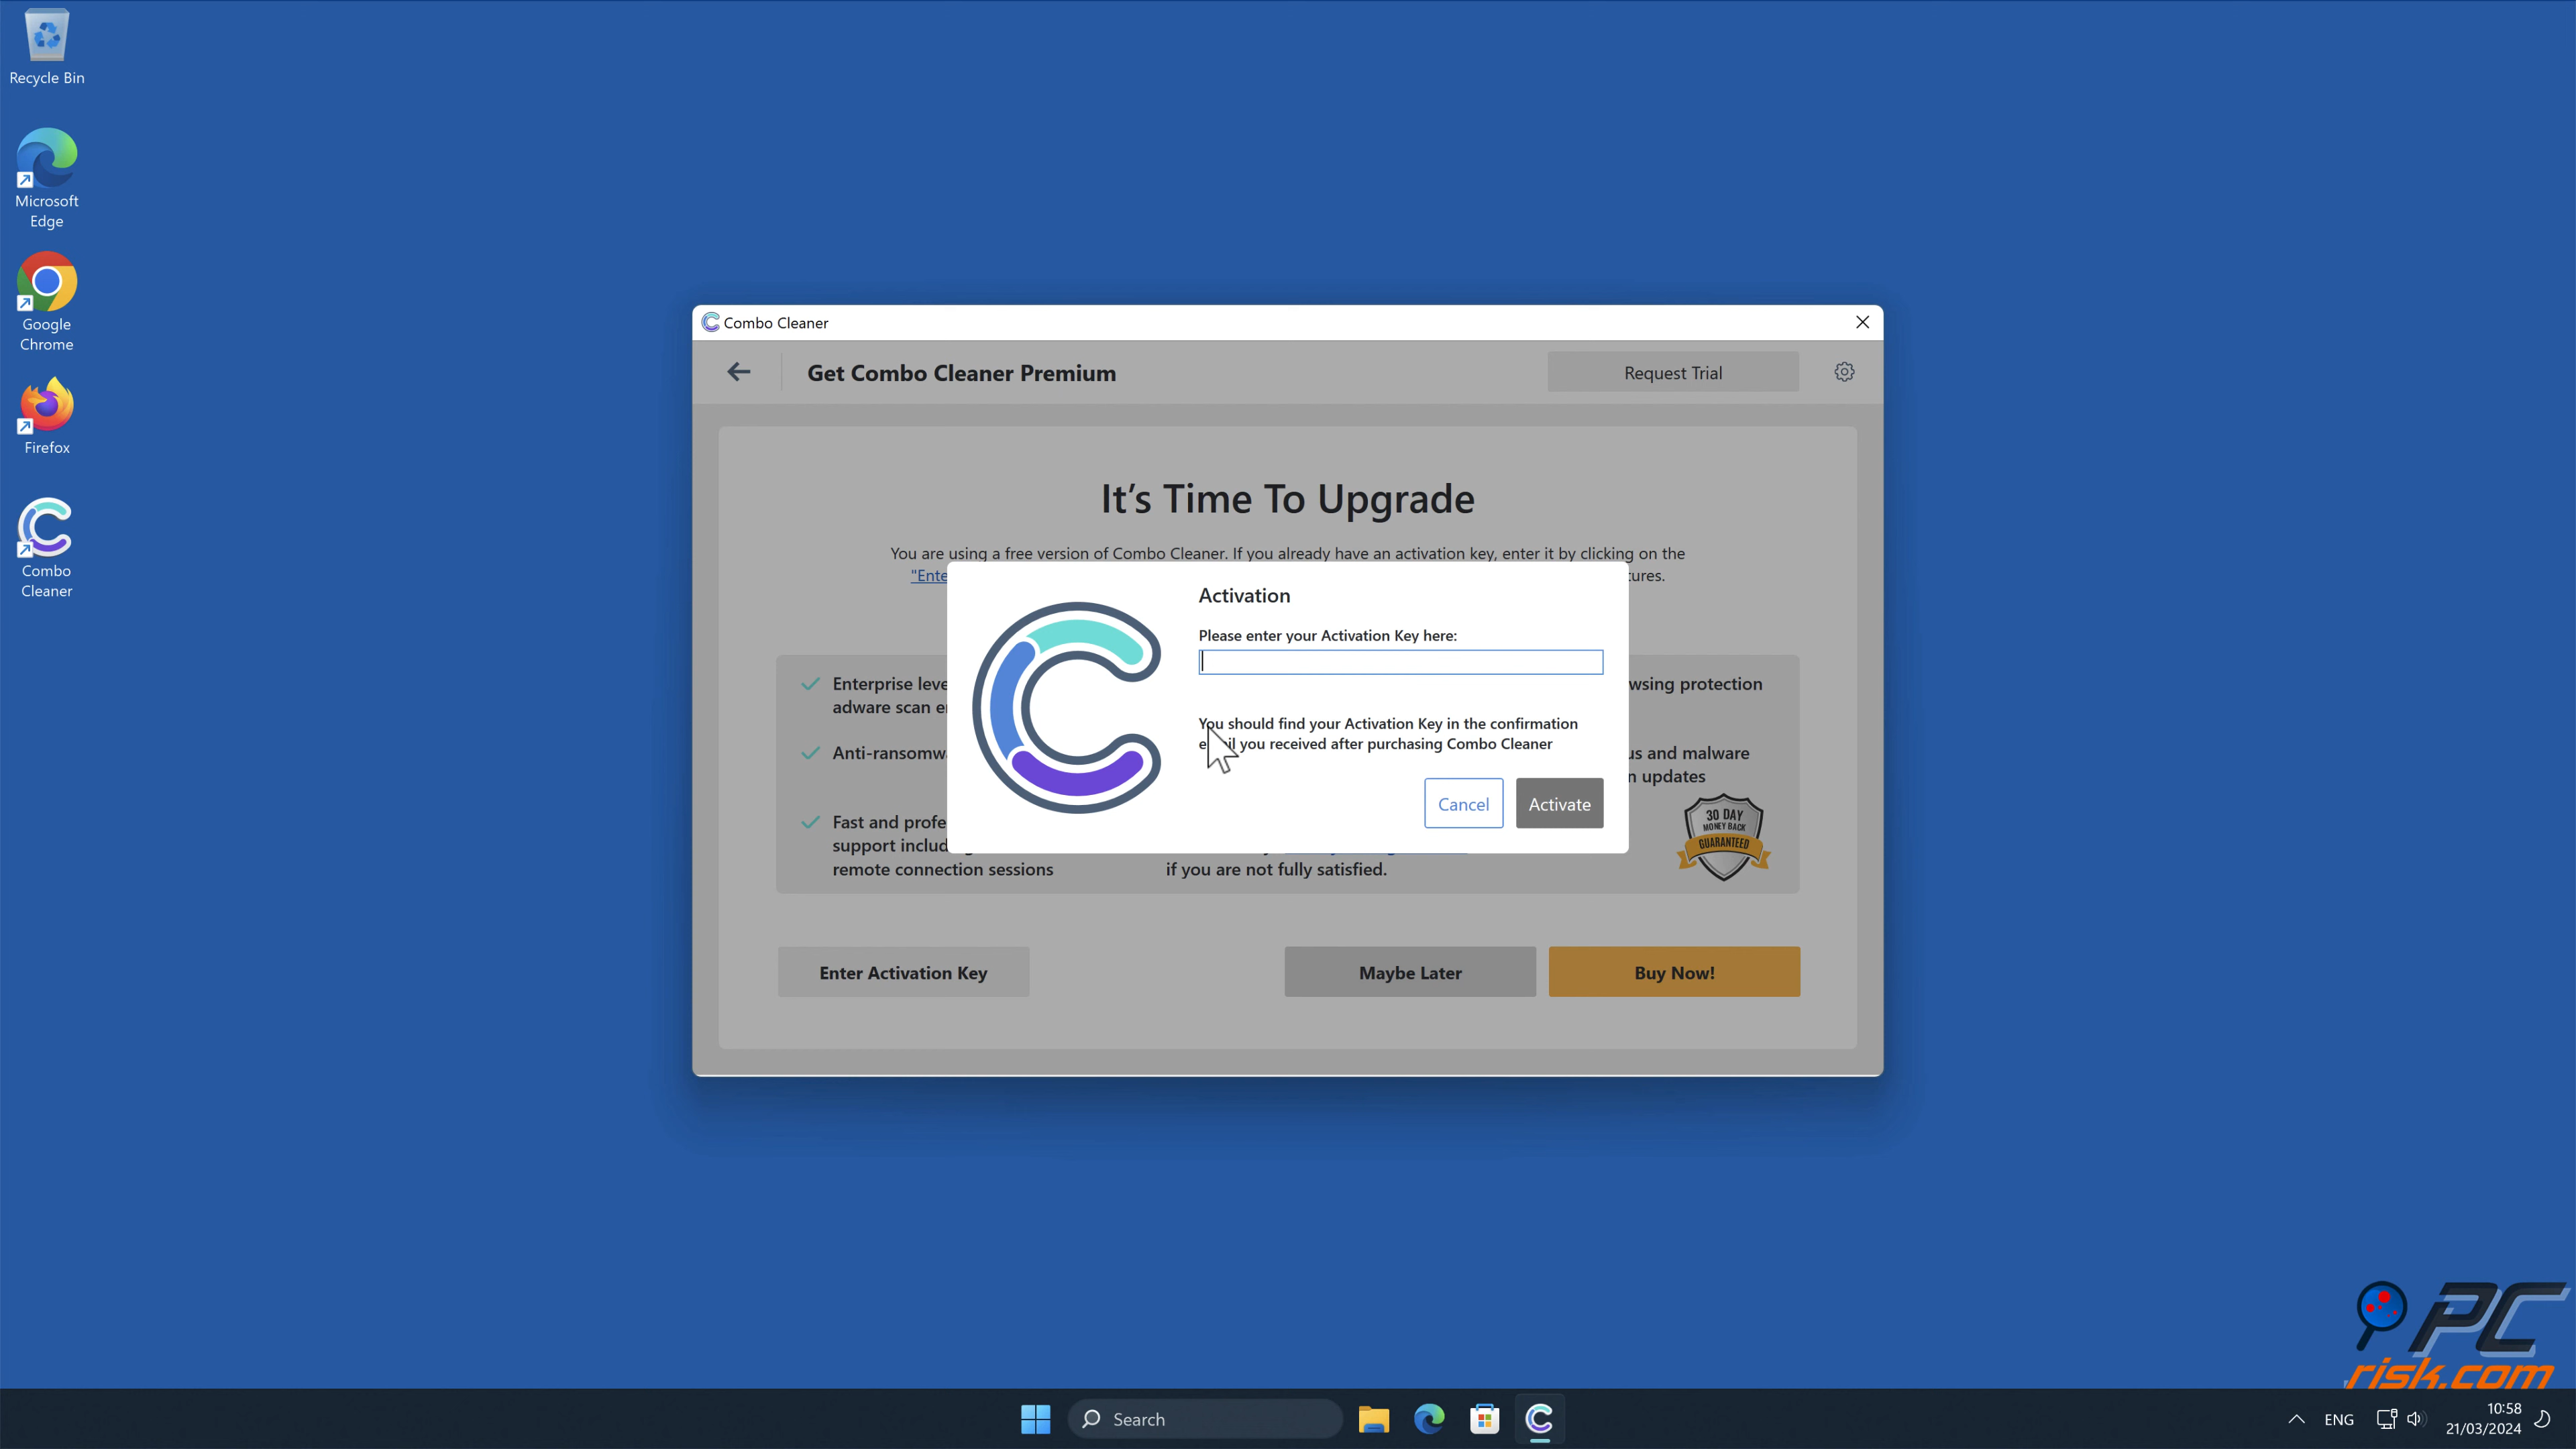 Recycle Bin
Microsoft
Edge
Google
Chrome
Firefox
Combo
Cleaner
Combo Cleaner
Get Combo Cleaner Premium
Request Trial
It's Time To Upgrade
You are using a free version of Combo Cleaner. If you already have an activation key, enter it by clicking on the
"Ente
tures.
Activation
Please enter your Activation Key here:
You should find your Activation Key in the confirmation
you received after purchasing Combo Cleaner
Cancel
Activate
Enterprise leve
adware scan e
wsing protection
Anti-ransomw
us and malware
n updates
Fast and profe
support includ
remote connection sessions
if you are not fully satisfied.
30 DAY
MONEY BACK
GUARANTEED
Enter Activation Key
Maybe Later
Buy Now!
PC
risk.com
Search
ENG
10:58
21/03/2024